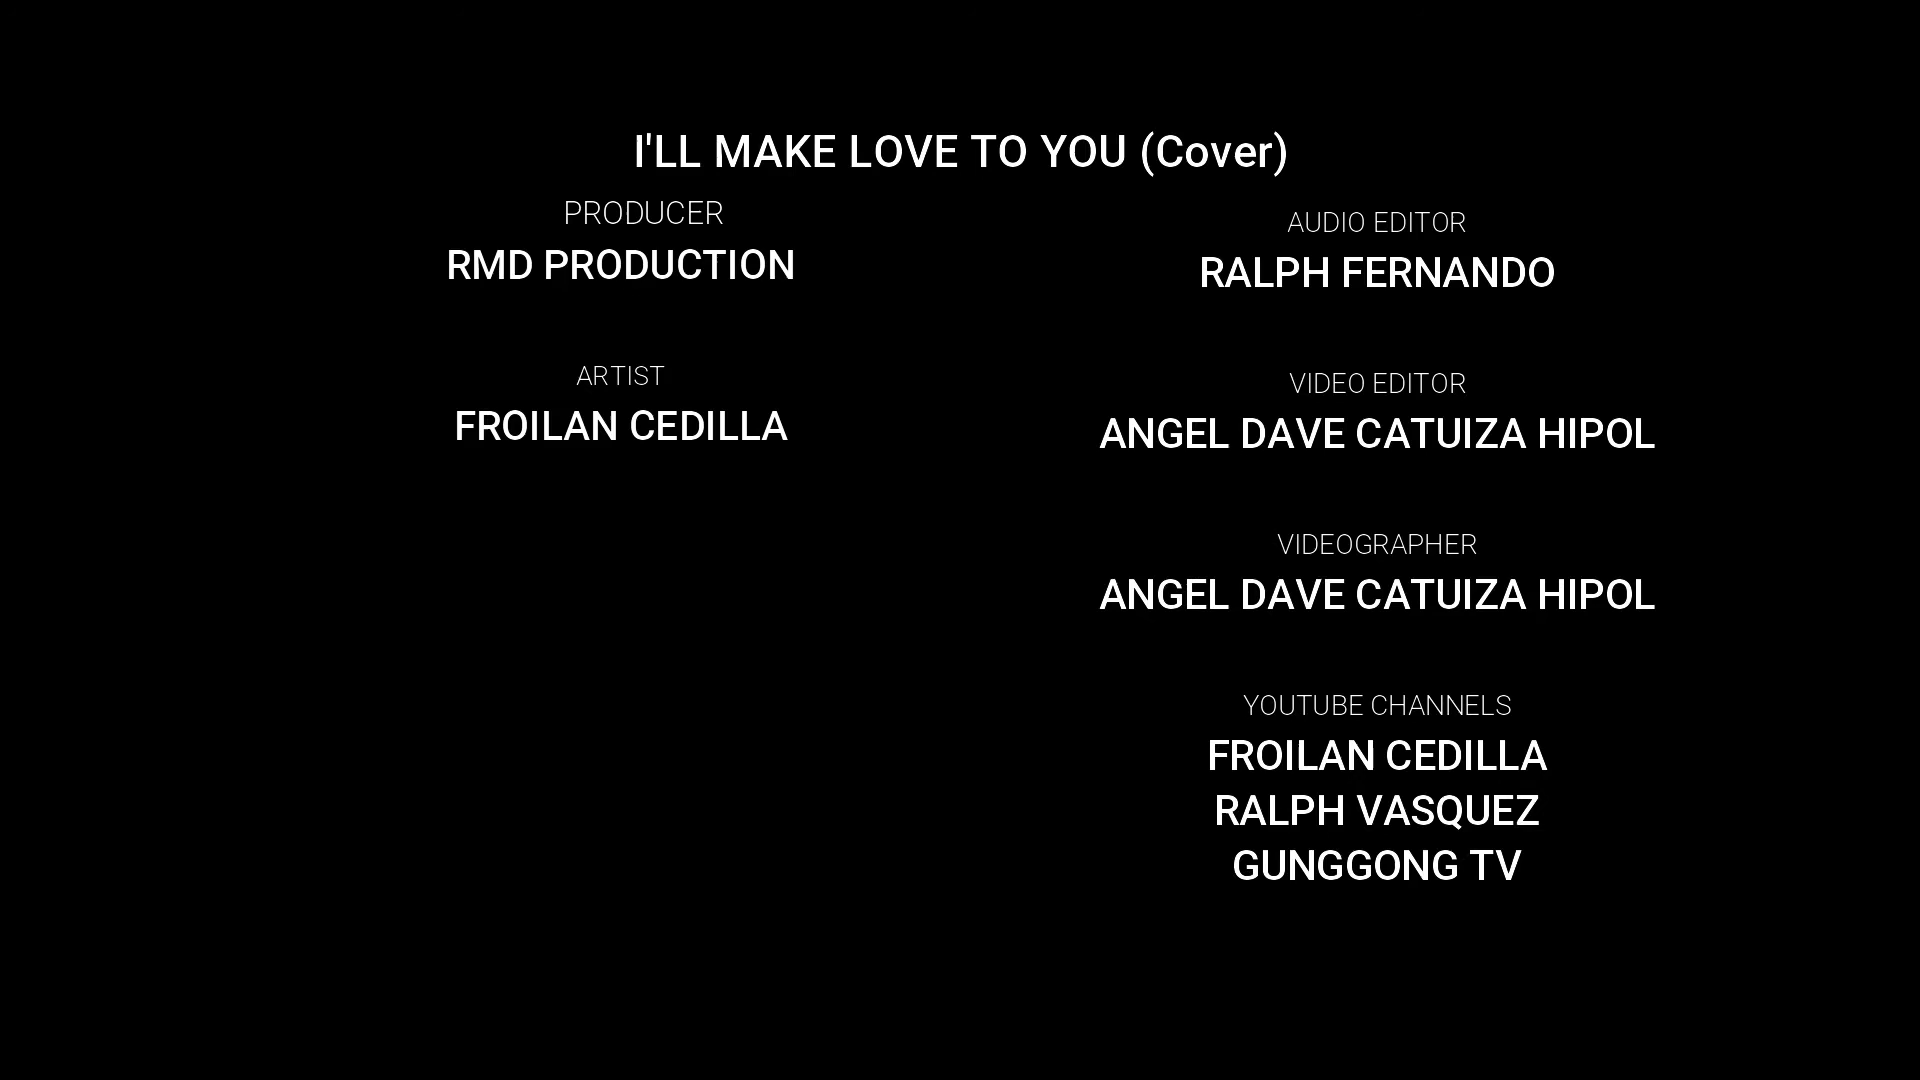 I'LL MAKE LOVE TO YOU (Cover)
PRODUCER
RMD PRODUCTION
ARTIST
FROILAN CEDILLA
AUDIO EDITOR
RALPH FERNANDO
VIDEO EDITOR
ANGEL DAVE CATUIZA HIPOL
VIDEOGRAPHER
ANGEL DAVE CATUIZA HIPOL
YOUTUBE CHANNELS
FROILAN CEDILLA
RALPH VASQUEZ
GUNGGONG TV